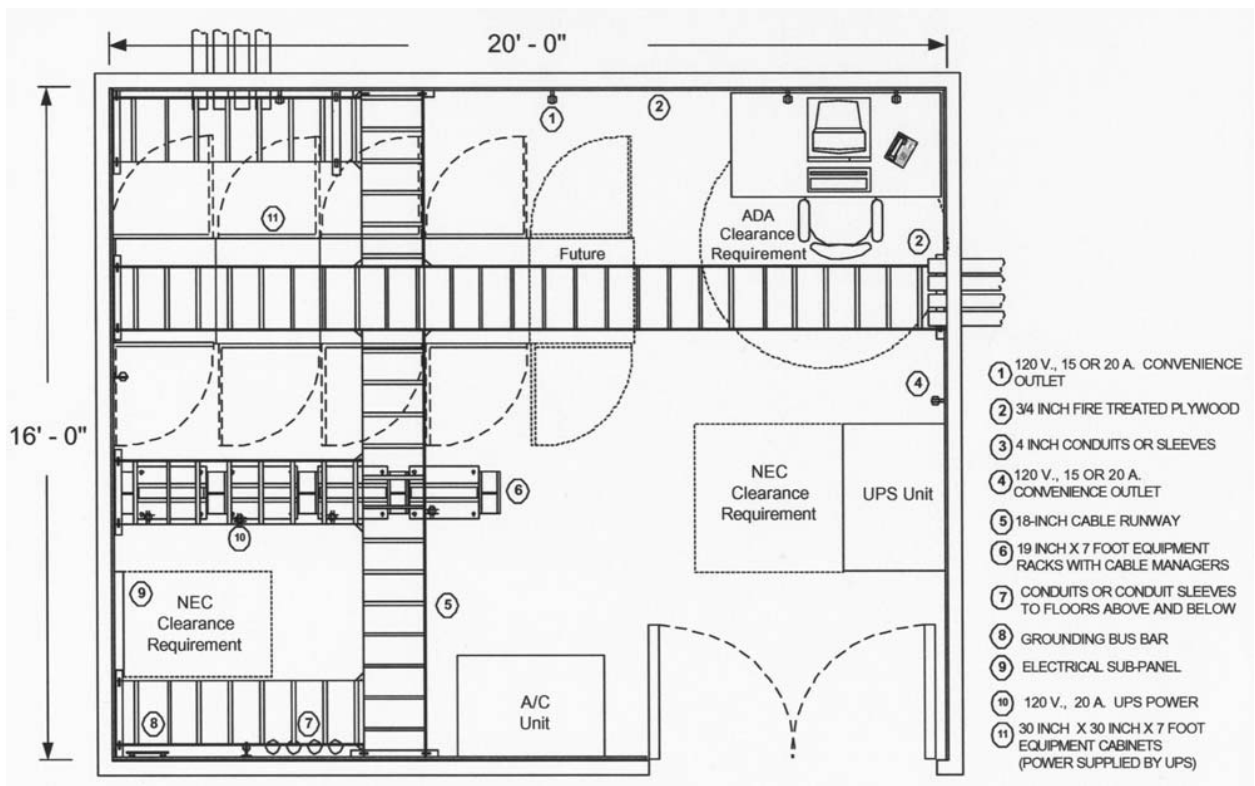 20' - 0"
16' - 0"
1
2
11
ADA
Clearance
Requirement
2
Future
4
NEC
Clearance
Requirement
UPS Unit
6
10
9
NEC
Clearance
Requirement
5
8
7
A/C
Unit
1 120 V., 15 OR 20 A. CONVENIENCE
OUTLET
2 3/4 INCH FIRE TREATED PLYWOOD
3 4 INCH CONDUITS OR SLEEVES
4 120 V., 15 OR 20 A.
CONVENIENCE OUTLET
5 18-INCH CABLE RUNWAY
6 19 INCH X 7 FOOT EQUIPMENT
RACKS WITH CABLE MANAGERS
7 CONDUITS OR CONDUIT SLEEVES
TO FLOORS ABOVE AND BELOW
8 GROUNDING BUS BAR
9 ELECTRICAL SUB-PANEL
10 120 V., 20 A. UPS POWER
11 30 INCH X 30 INCH X 7 FOOT
EQUIPMENT CABINETS
(POWER SUPPLIED BY UPS)